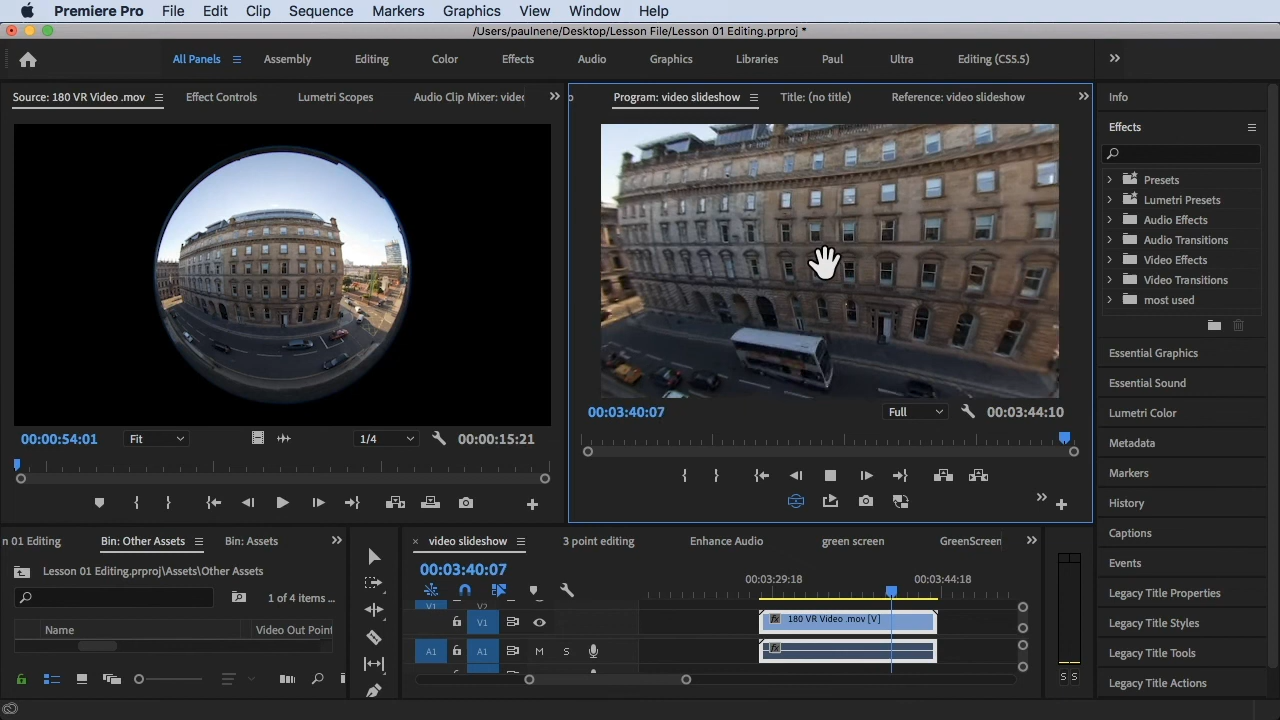 Premiere Pro File Edit Clip Sequence Markers Graphics View Window Help
/Users/paulnene/Desktop/Lesson File/Lesson 01 Editing.prproj *
All Panels Assembly Editing Color Effects Audio Graphics Libraries Paul Ultra Editing (CS5.5)
Source: 180 VR Video .mov Effect Controls Lumetri Scopes Audio Clip Mixer: videc
Program: video slideshow Title: (no title) Reference: video slideshow
Info
Effects
Presets
Lumetri Presets
Audio Effects
Audio Transitions
Video Effects
Video Transitions
most used
Essential Graphics
Essential Sound
Lumetri Color
Metadata
Markers
History
Captions
Events
Legacy Title Properties
Legacy Title Styles
Legacy Title Tools
Legacy Title Actions
00:00:54:01 Fit 1/4 00:00:15:21
00:03:40:07 Full 00:03:44:10
n 01 Editing Bin: Other Assets Bin: Assets
Lesson 01 Editing.prproj\Assets\Other Assets
1 of 4 items ...
Name Video Out Point
× video slideshow 3 point editing Enhance Audio green screen GreenScreen
00:03:40:07
00:03:29:18 00:03:44:18
V1 V2
V1 fx 180 VR Video .mov [V]
A1 A1 M S fx
S S